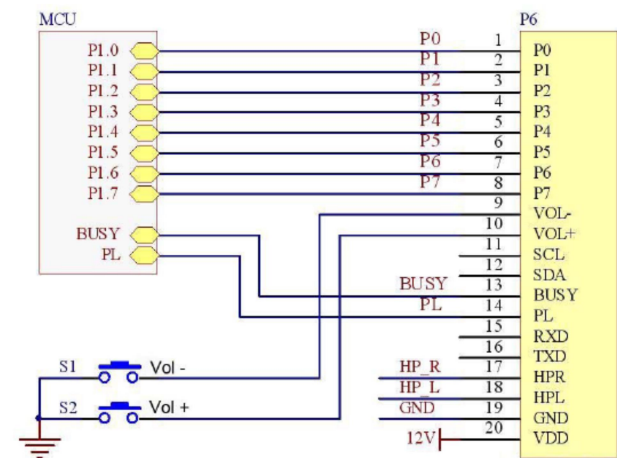 MCU P6
P1.0 P0 1 P0
P1.1 P1 2 P1
P1.2 P2 3 P2
P1.3 P3 4 P3
P1.4 P4 5 P4
P1.5 P5 6 P5
P1.6 P6 7 P6
P1.7 P7 8 P7
9 VOL-
BUSY 10 VOL+
PL 11 SCL
12 SDA
BUSY 13 BUSY
PL 14 PL
15 RXD
16 TXD
S1 Vol - HP_R 17 HPR
HP_L 18 HPL
S2 Vol + GND 19 GND
12V 20 VDD